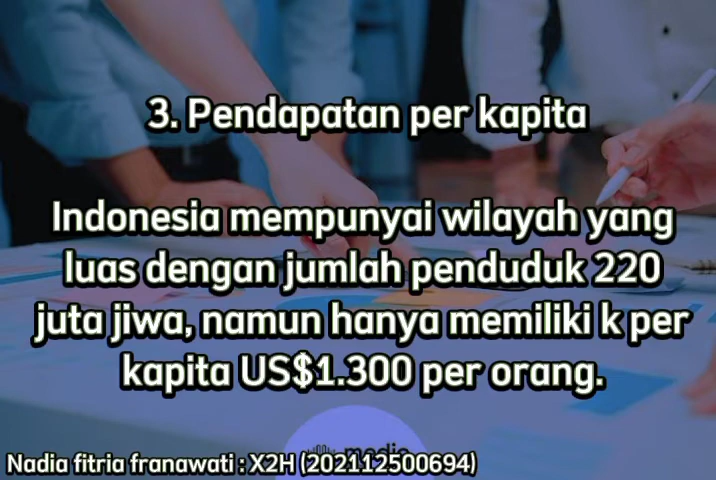 3. Pendapatan per kapita
Indonesia mempunyai wilayah yang
luas dengan jumlah penduduk 220
juta jiwa, namun hanya memiliki k per
kapita US$1.300 per orang.
Nadia fitria franawati : X2H (202112500694)